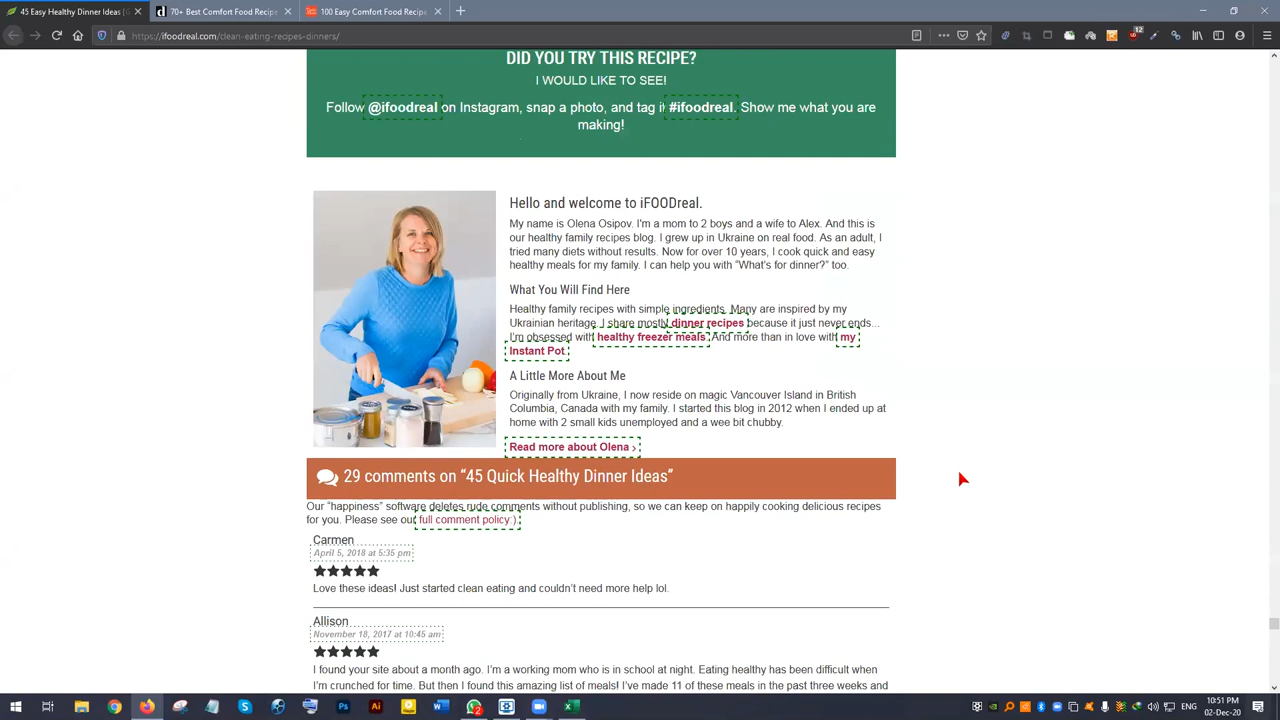 45 Easy Healthy Dinner Ideas (
70+ Best Comfort Food Recipe
100 Easy Comfort Food Recipe
https://ifoodreal.com/clean-eating-recipes-dinners/
12
DID YOU TRY THIS RECIPE?
I WOULD LIKE TO SEE!
Follow @ifoodreal on Instagram, snap a photo, and tag it #ifoodreal. Show me what you are
making!
Hello and welcome to iFOODreal.
My name is Olena Osipov. I'm a mom to 2 boys and a wife to Alex. And this is
our healthy family recipes blog. I grew up in Ukraine on real food. As an adult, I
tried many diets without results. Now for over 10 years, I cook quick and easy
healthy meals for my family. I can help you with “What's for dinner?” too.
What You Will Find Here
Healthy family recipes with simple ingredients. Many are inspired by my
Ukrainian heritage. I share mostly dinner recipes because it just never ends...
I'm obsessed with healthy freezer meals. And more than in love with my
Instant Pot.
A Little More About Me
Originally from Ukraine, I now reside on magic Vancouver Island in British
Columbia, Canada with my family. I started this blog in 2012 when I ended up at
home with 2 small kids unemployed and a wee bit chubby.
Read more about Olena ›
29 comments on “45 Quick Healthy Dinner Ideas”
Our “happiness” software deletes rude comments without publishing, so we can keep on happily cooking delicious recipes
for you. Please see our full comment policy:).
Carmen
April 5, 2018 at 5:35 pm
Love these ideas! Just started clean eating and couldn’t need more help lol.
Allison
November 18, 2017 at 10:45 am
I found your site about a month ago. I’m a working mom who is in school at night. Eating healthy has been difficult when
I’m crunched for time. But then I found this amazing list of meals! I’ve made 11 of these meals in the past three weeks and
10:51 PM
02-Dec-20